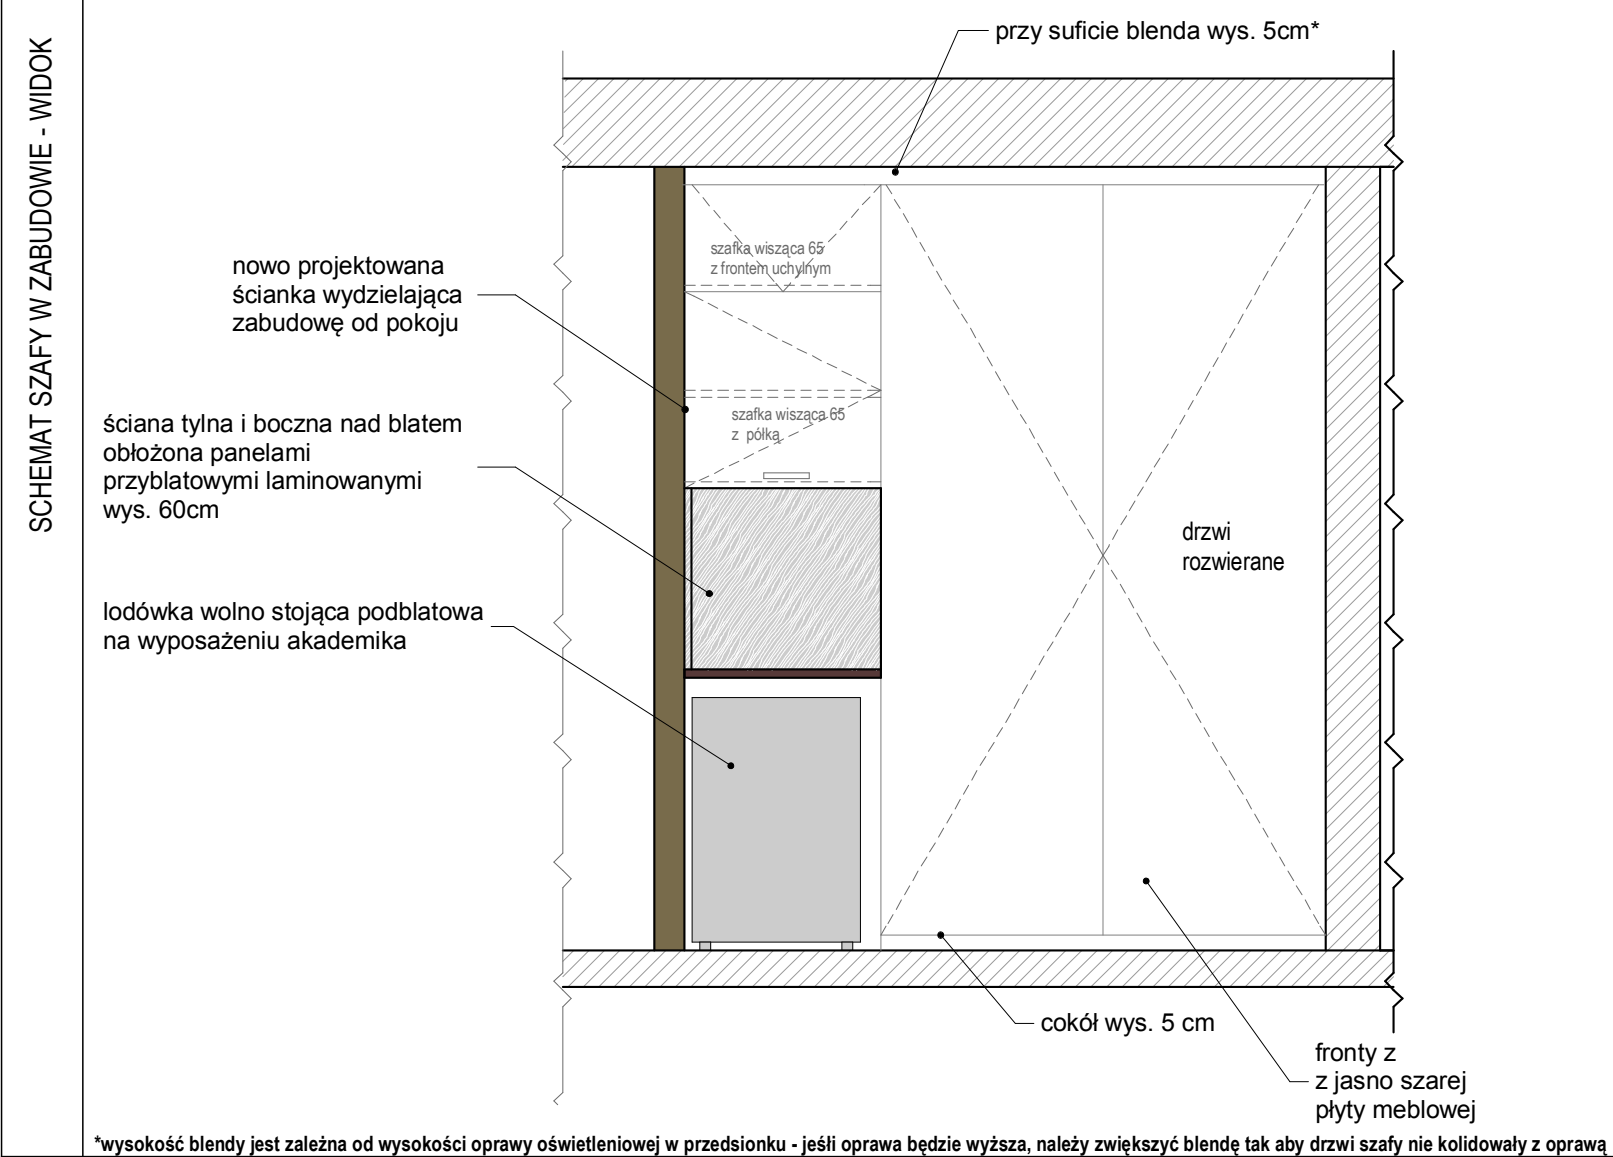 SCHEMAT SZAFY W ZABUDOWIE - WIDOK
przy suficie blenda wys. 5cm*
szafka wisząca 65
z frontem uchylnym
nowo projektowana
ścianka wydzielająca
zabudowę od pokoju
szafka wisząca 65
z półką
ściana tylna i boczna nad blatem
obłożona panelami
przyblatowymi laminowanymi
wys. 60cm
drzwi
rozwierane
lodówka wolno stojąca podblatowa
na wyposażeniu akademika
cokół wys. 5 cm
fronty z
z jasno szarej
płyty meblowej
*wysokość blendy jest zależna od wysokości oprawy oświetleniowej w przedsionku - jeśłi oprawa będzie wyższa, należy zwiększyć blendę tak aby drzwi szafy nie kolidowały z oprawą